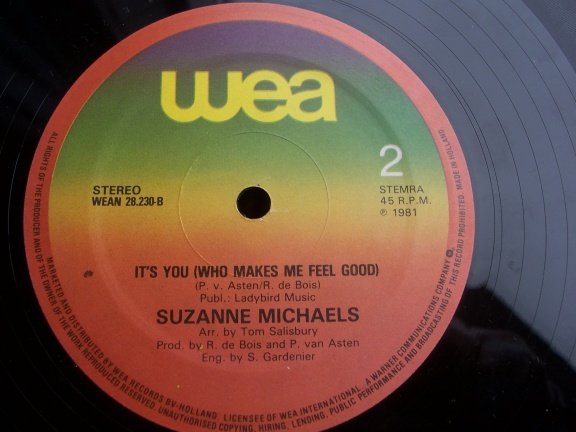 wea
2
STEREO
WEAN 28.230-B
STEMRA
45 R.P.M.
℗ 1981
IT'S YOU (WHO MAKES ME FEEL GOOD)
(P. v. Asten/R. de Bois)
Publ.: Ladybird Music
SUZANNE MICHAELS
Arr. by Tom Salisbury
Prod. by R. de Bois and P. van Asten
Eng. by S. Gardenier
ALL RIGHTS OF THE PRODUCER AND OF THE OWNER OF THE WORK REPRODUCED RESERVED. UNAUTHORISED COPYING, HIRING, LENDING, PUBLIC PERFORMANCE AND BROADCASTING OF THIS RECORD PROHIBITED. MADE IN HOLLAND
MARKETED AND DISTRIBUTED BY WEA RECORDS BV-HOLLAND. LICENSEE OF WEA INTERNATIONAL. A WARNER COMMUNICATIONS COMPANY